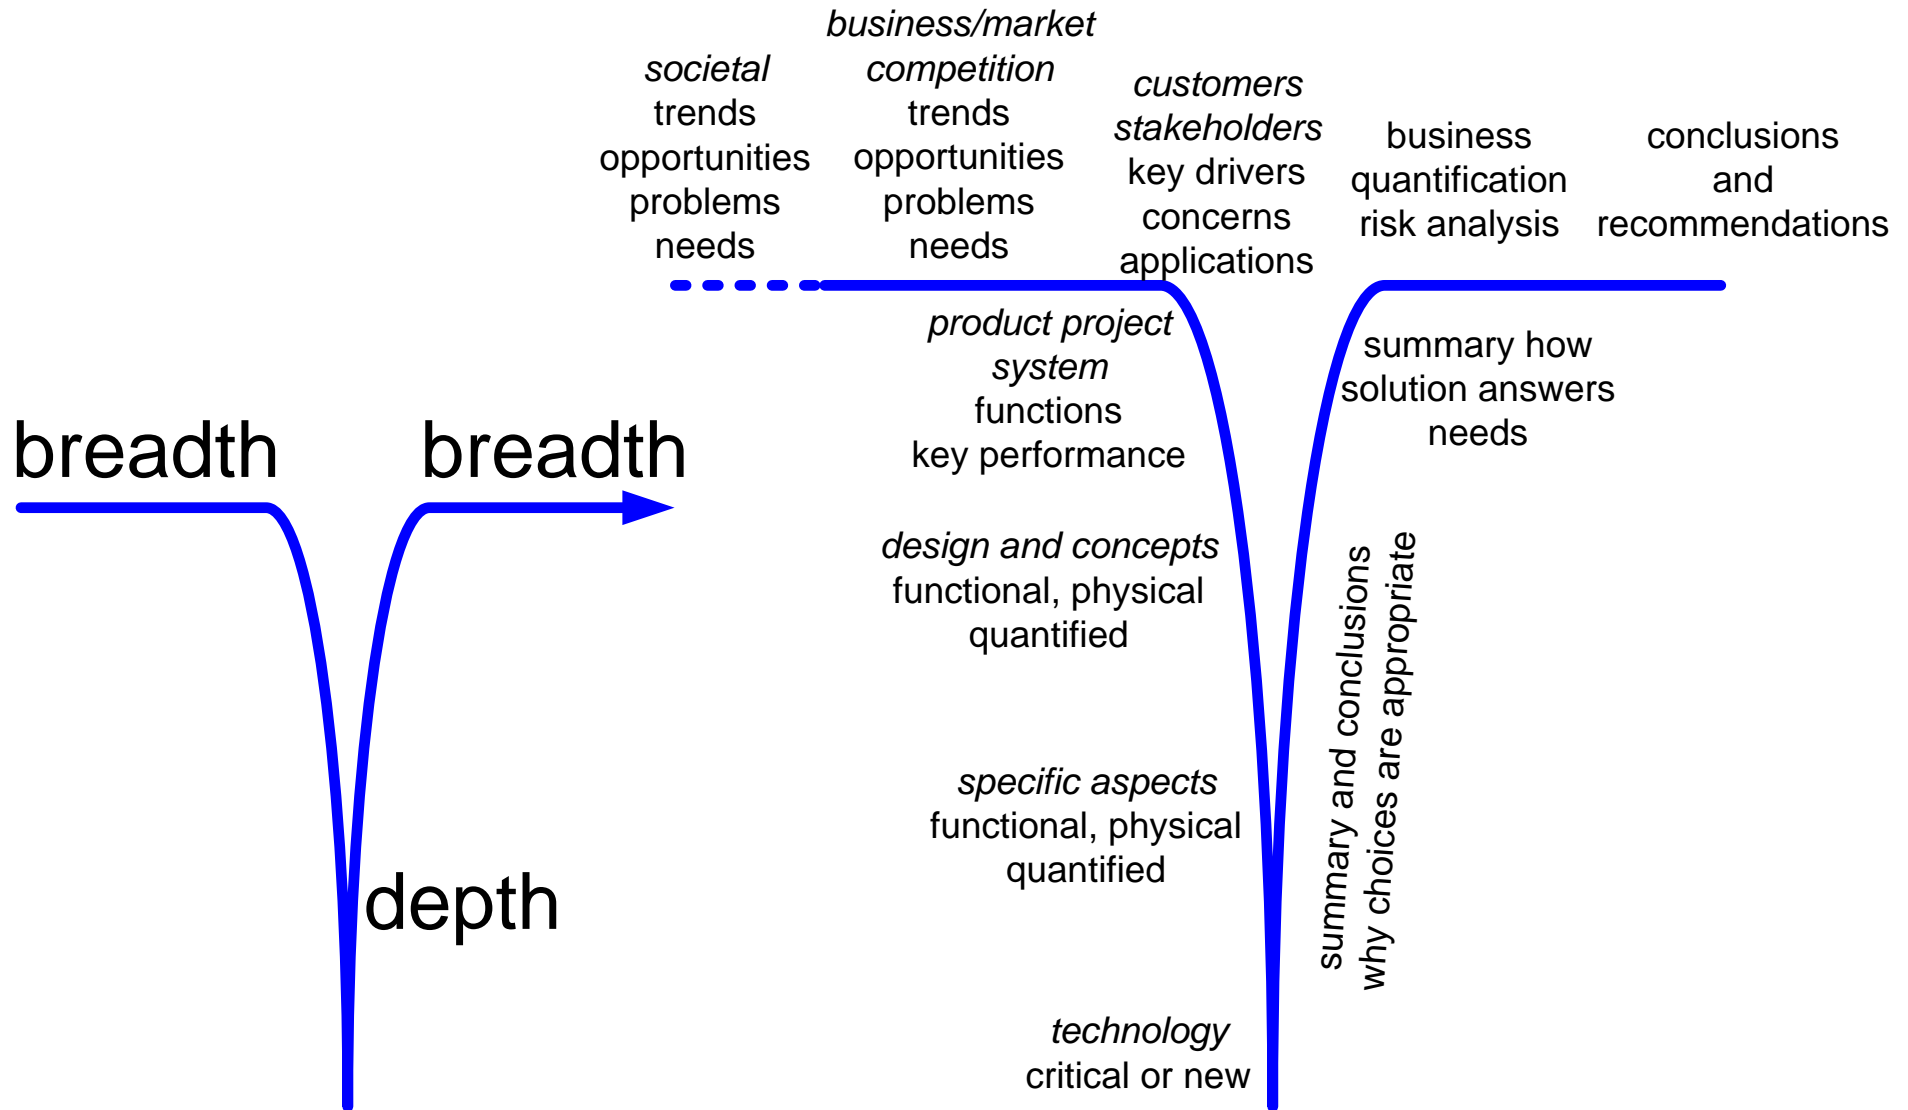 breadth
breadth
depth
societal
trends
opportunities
problems
needs
business/market
competition
trends
opportunities
problems
needs
customers
stakeholders
key drivers
concerns
applications
business
quantification
risk analysis
conclusions
and
recommendations
product project
system
functions
key performance
design and concepts
functional, physical
quantified
specific aspects
functional, physical
quantified
technology
critical or new
summary and conclusions
why choices are appropriate
summary how
solution answers
needs